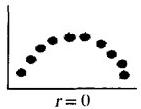 r = 0